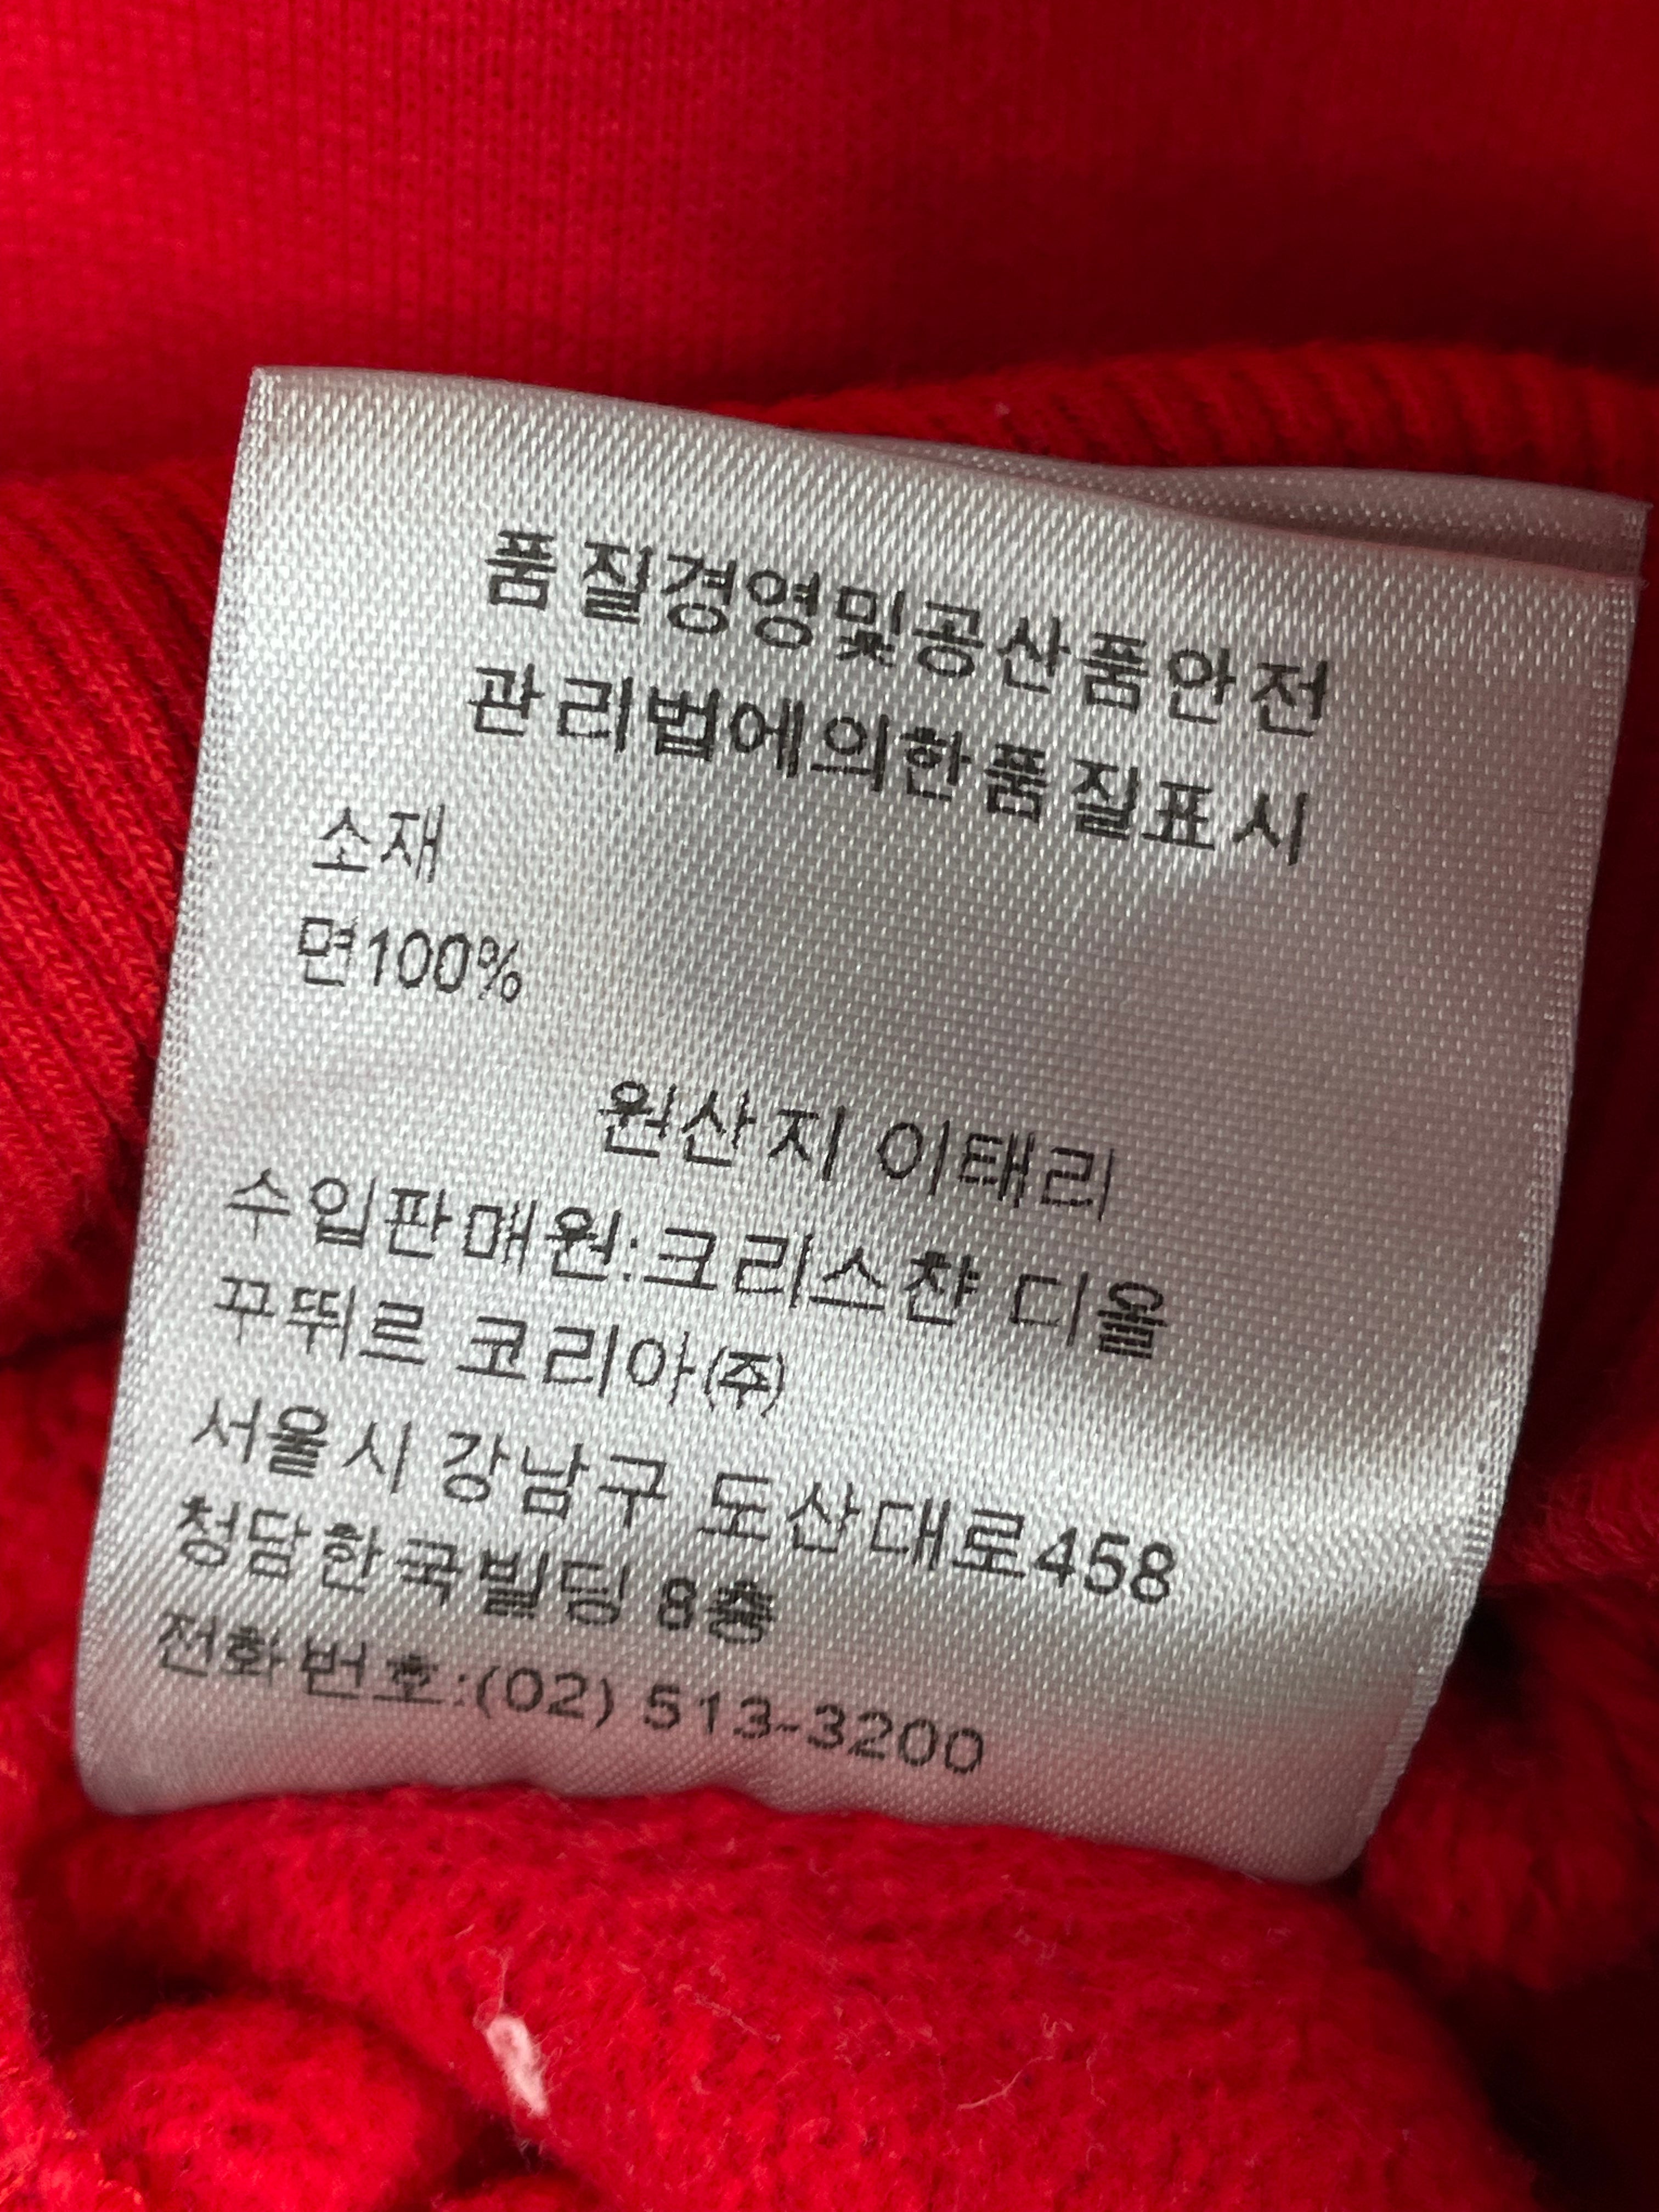 품질경영및공산품안전
관리법에의한품질표시
소재
면100%
원산지 이태리
수입판매원:크리스챤 디올
꾸뛰르 코리아(주)
서울시 강남구 도산대로458
청담한국빌딩 8층
전화번호:(02) 513-3200